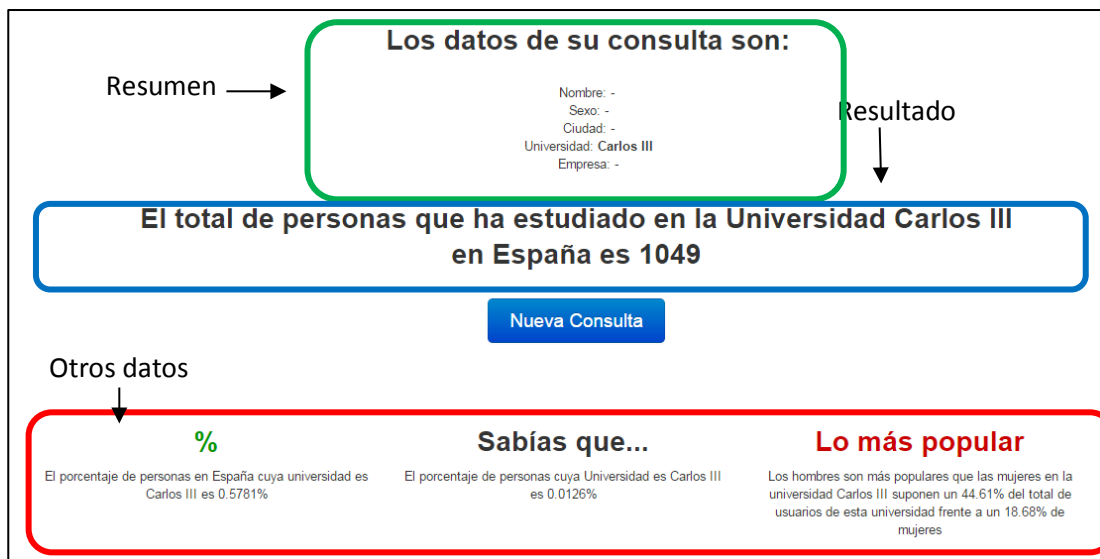 Los datos de su consulta son:
Resumen
Nombre: -
Sexo: -
Ciudad: -
Universidad: Carlos III
Empresa: -
Resultado
El total de personas que ha estudiado en la Universidad Carlos III
en España es 1049
Nueva Consulta
Otros datos
%
El porcentaje de personas en España cuya universidad es
Carlos III es 0.5781%
Sabías que...
El porcentaje de personas cuya Universidad es Carlos III
es 0.0126%
Lo más popular
Los hombres son más populares que las mujeres en la
universidad Carlos III suponen un 44.61% del total de
usuarios de esta universidad frente a un 18.68% de
mujeres